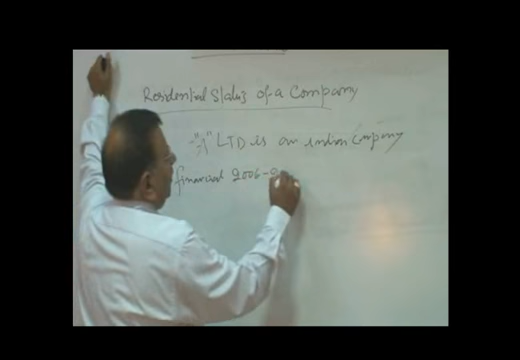 Residential Status of a Company
"A" LTD is an indian Company
financial 2006-0